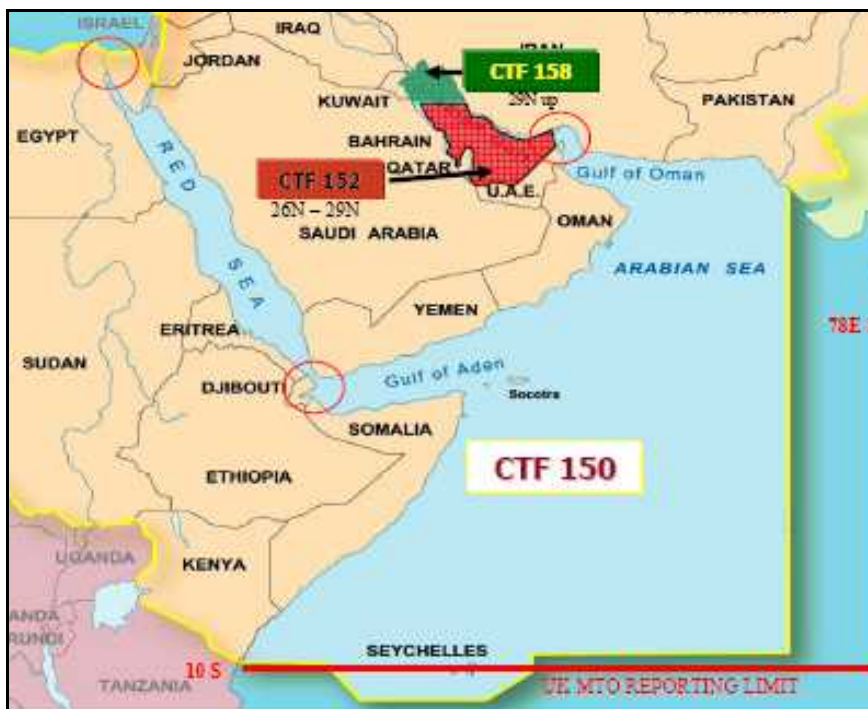 ISRAEL
IRAQ
IRAN
JORDAN
CTF 158
29N up
KUWAIT
PAKISTAN
EGYPT
BAHRAIN
QATAR
CTF 152
26N – 29N
U.A.E.
Gulf of Oman
RED SEA
SAUDI ARABIA
OMAN
ARABIAN SEA
YEMEN
78E
ERITREA
SUDAN
Gulf of Aden
DJIBOUTI
Socotra
SOMALIA
CTF 150
ETHIOPIA
UGANDA
KENYA
SEYCHELLES
10 S
TANZANIA
UK MTO REPORTING LIMIT